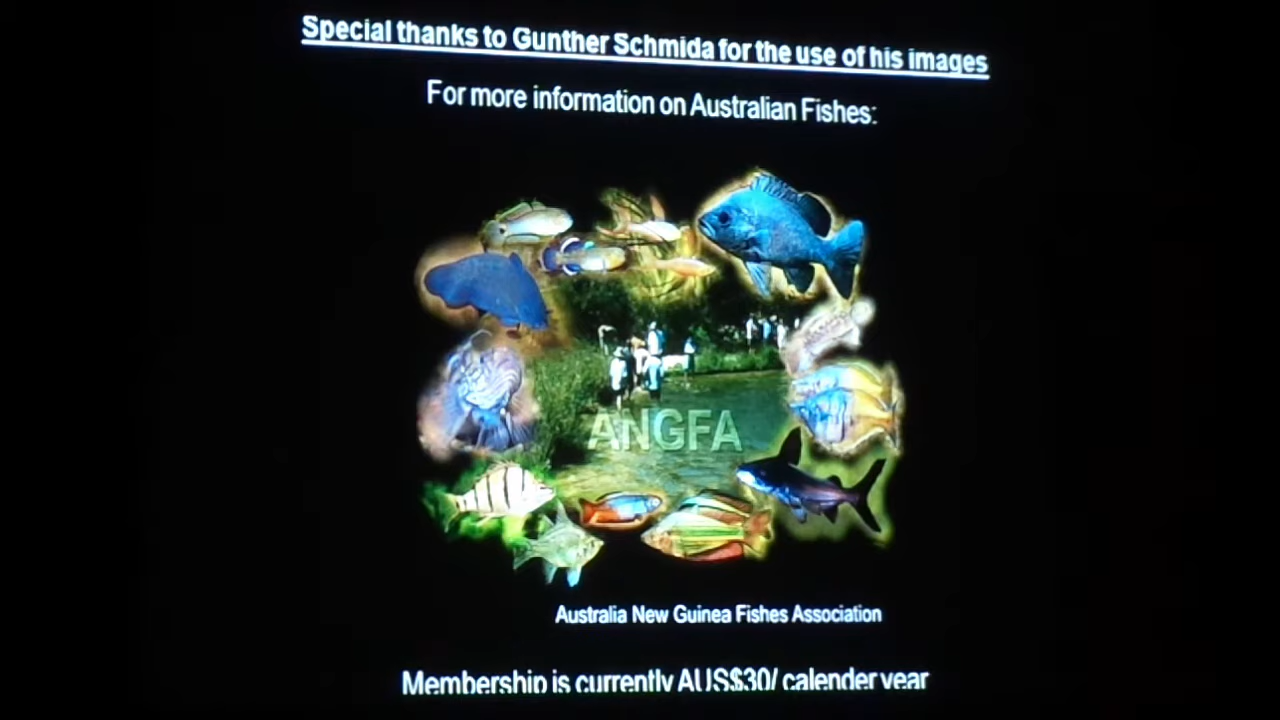 Special thanks to Gunther Schmida for the use of his images
For more information on Australian Fishes:
ANGFA
Australia New Guinea Fishes Association
Membership is currently AUS$30/ calender year